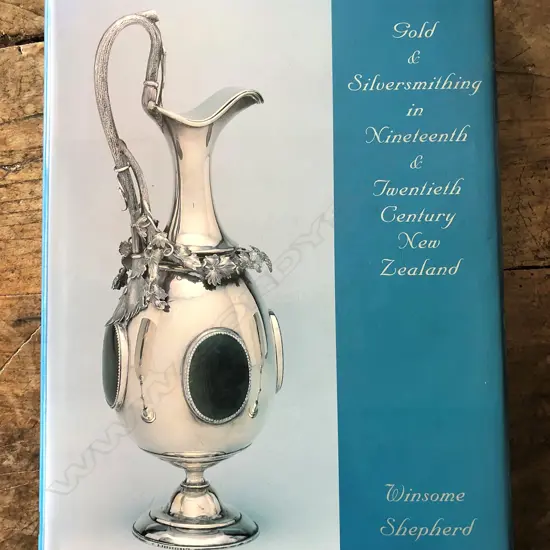 Gold
&
Silversmithing
in
Nineteenth
&
Twentieth
Century
New
Zealand
Winsome
Shepherd